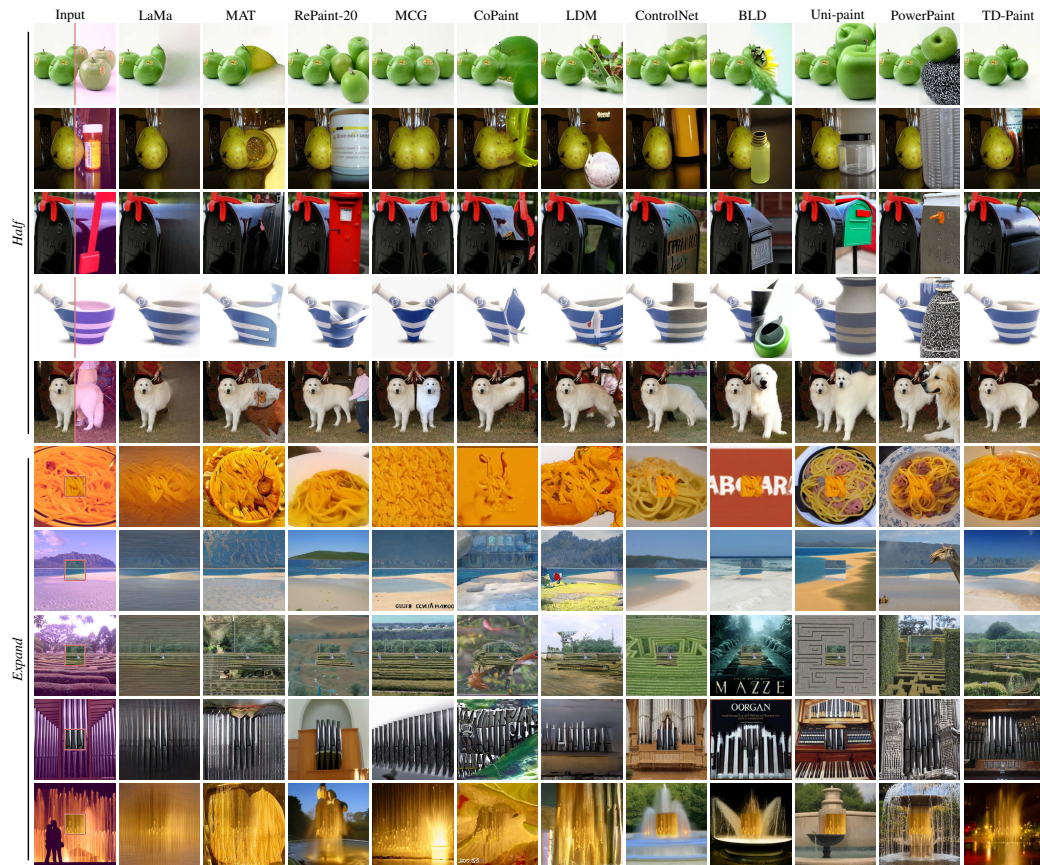 Input LaMa MAT RePaint-20 MCG CoPaint LDM ControlNet BLD Uni-paint PowerPaint TD-Paint
Half
Expand
ABCARA
MAZZE
OORGAN